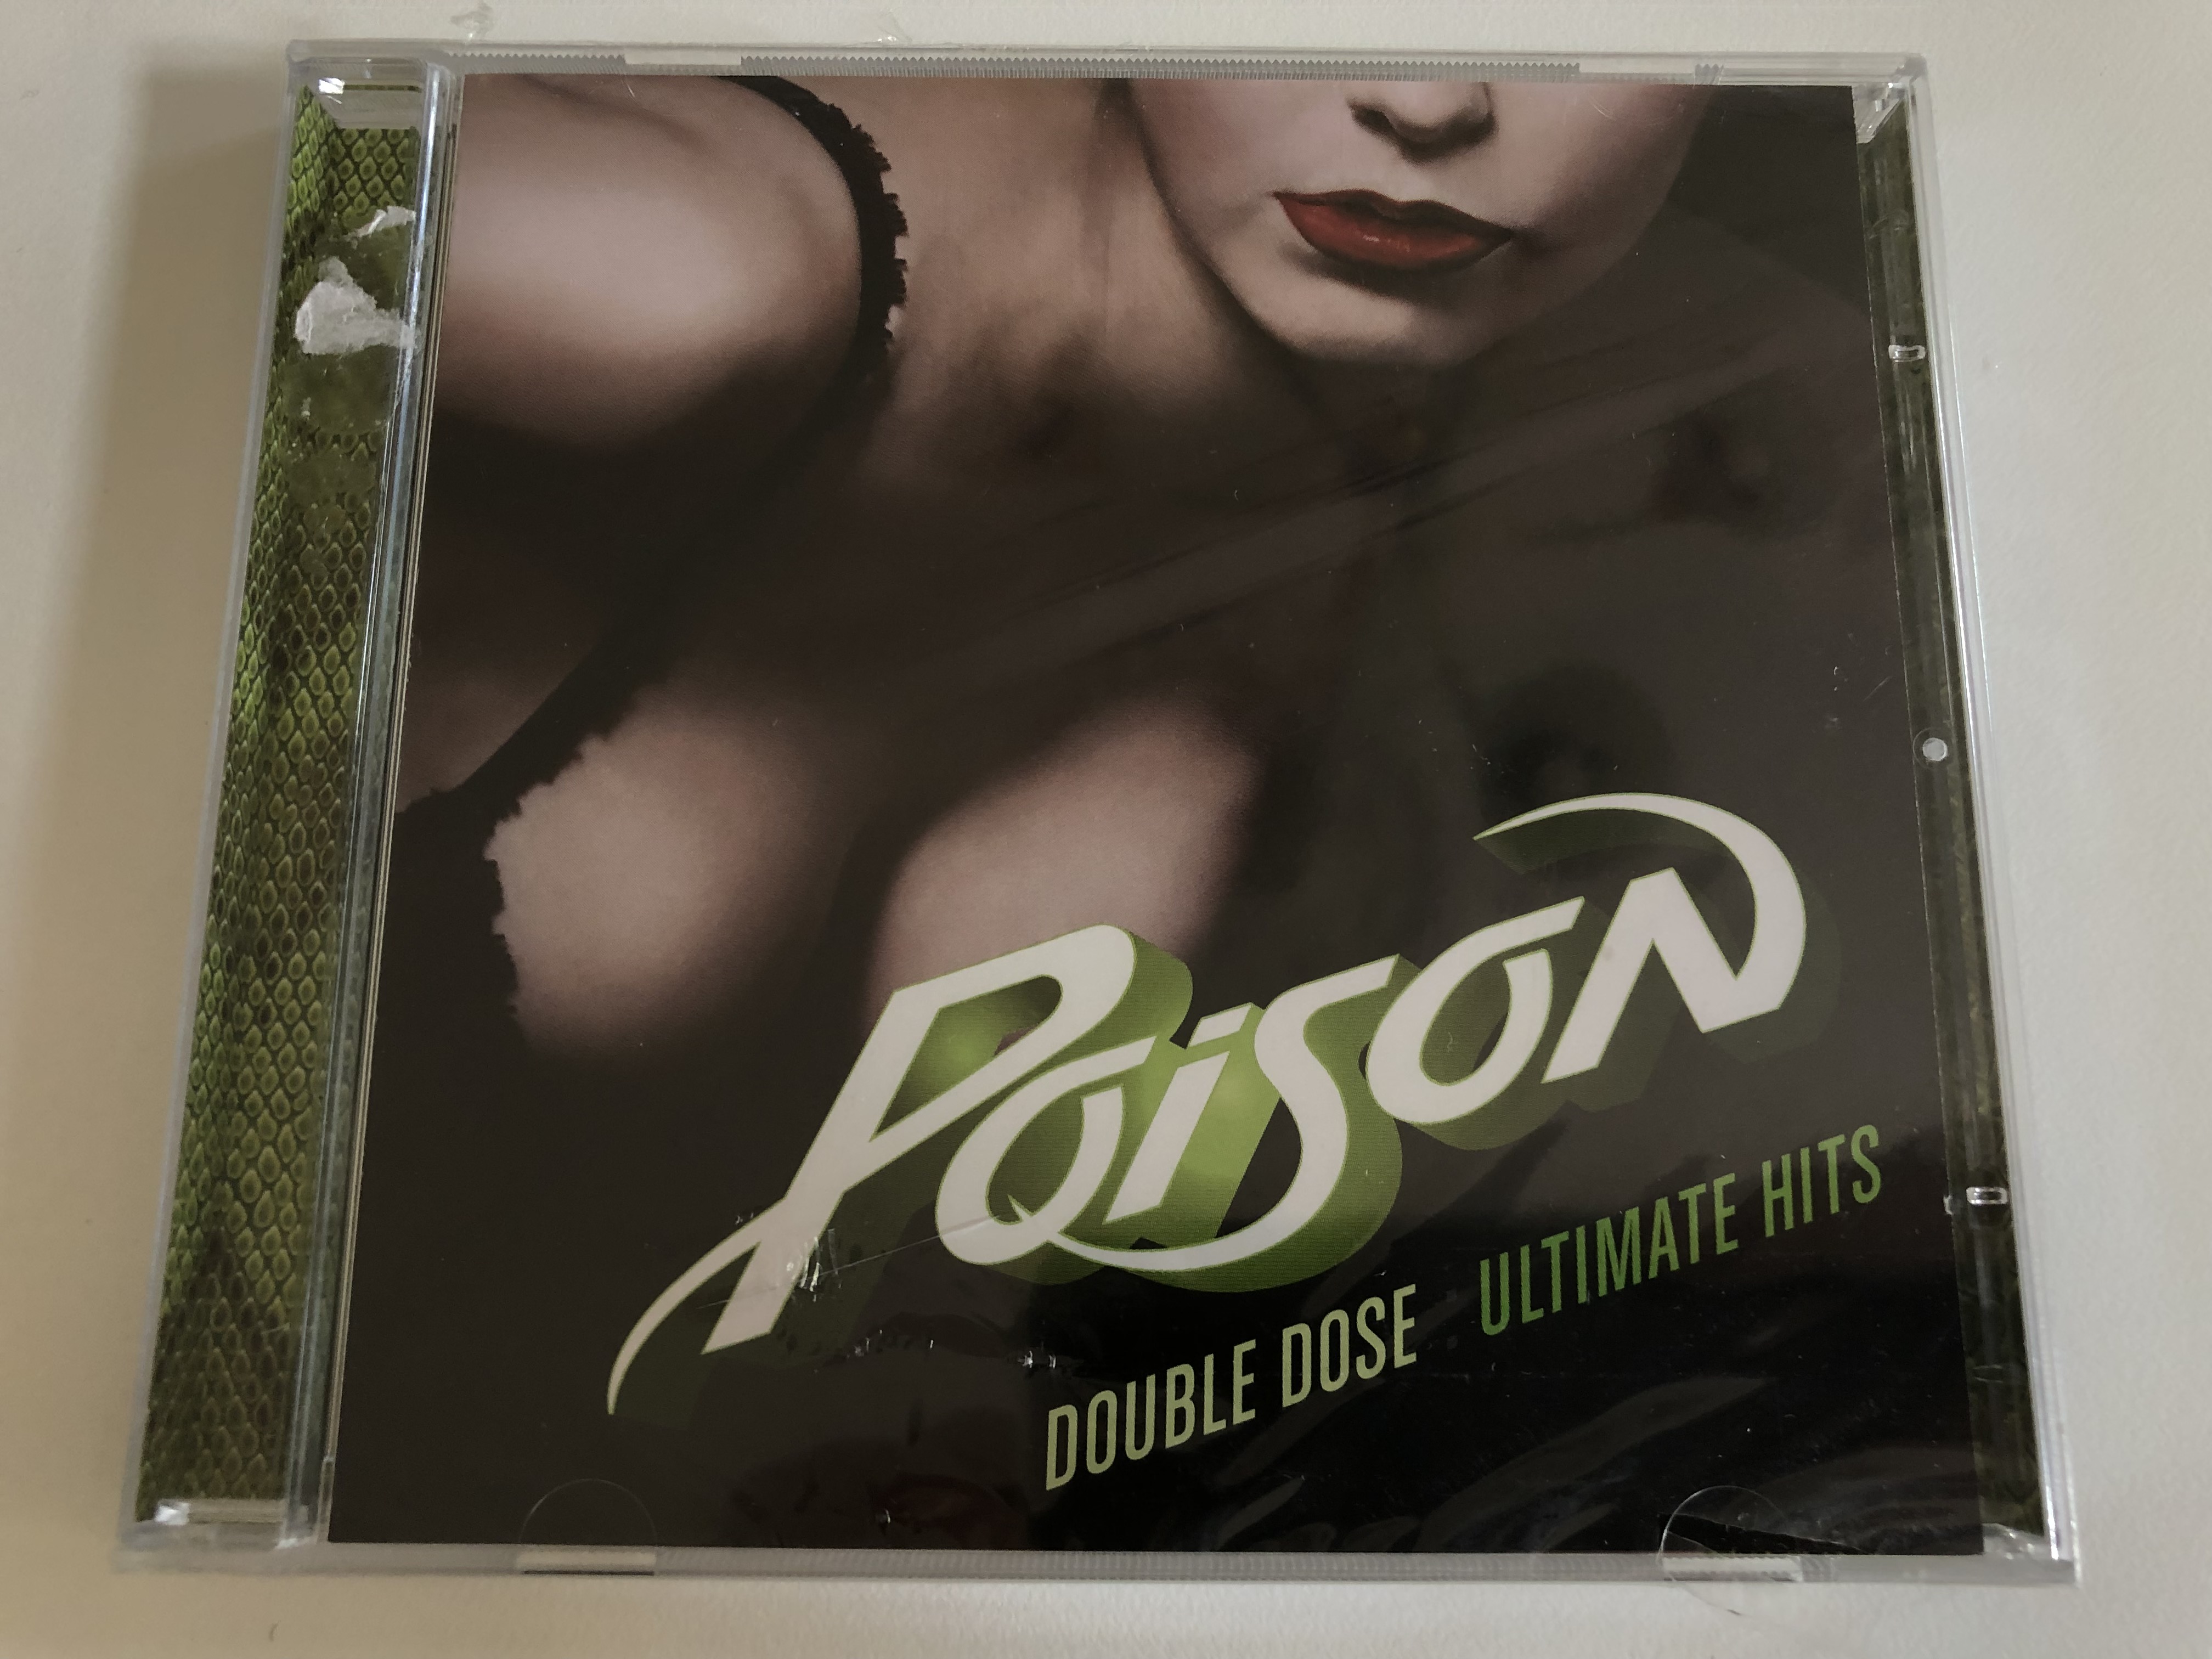 Poison
DOUBLE DOSE ULTIMATE HITS